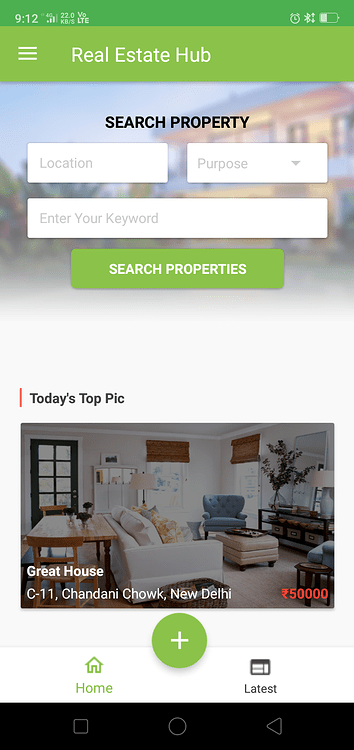 9:12 4G 22.0 KB/S Vo LTE
Real Estate Hub
SEARCH PROPERTY
Location
Purpose
Enter Your Keyword
SEARCH PROPERTIES
Today's Top Pic
Great House
C-11, Chandani Chowk, New Delhi ₹50000
Home
Latest